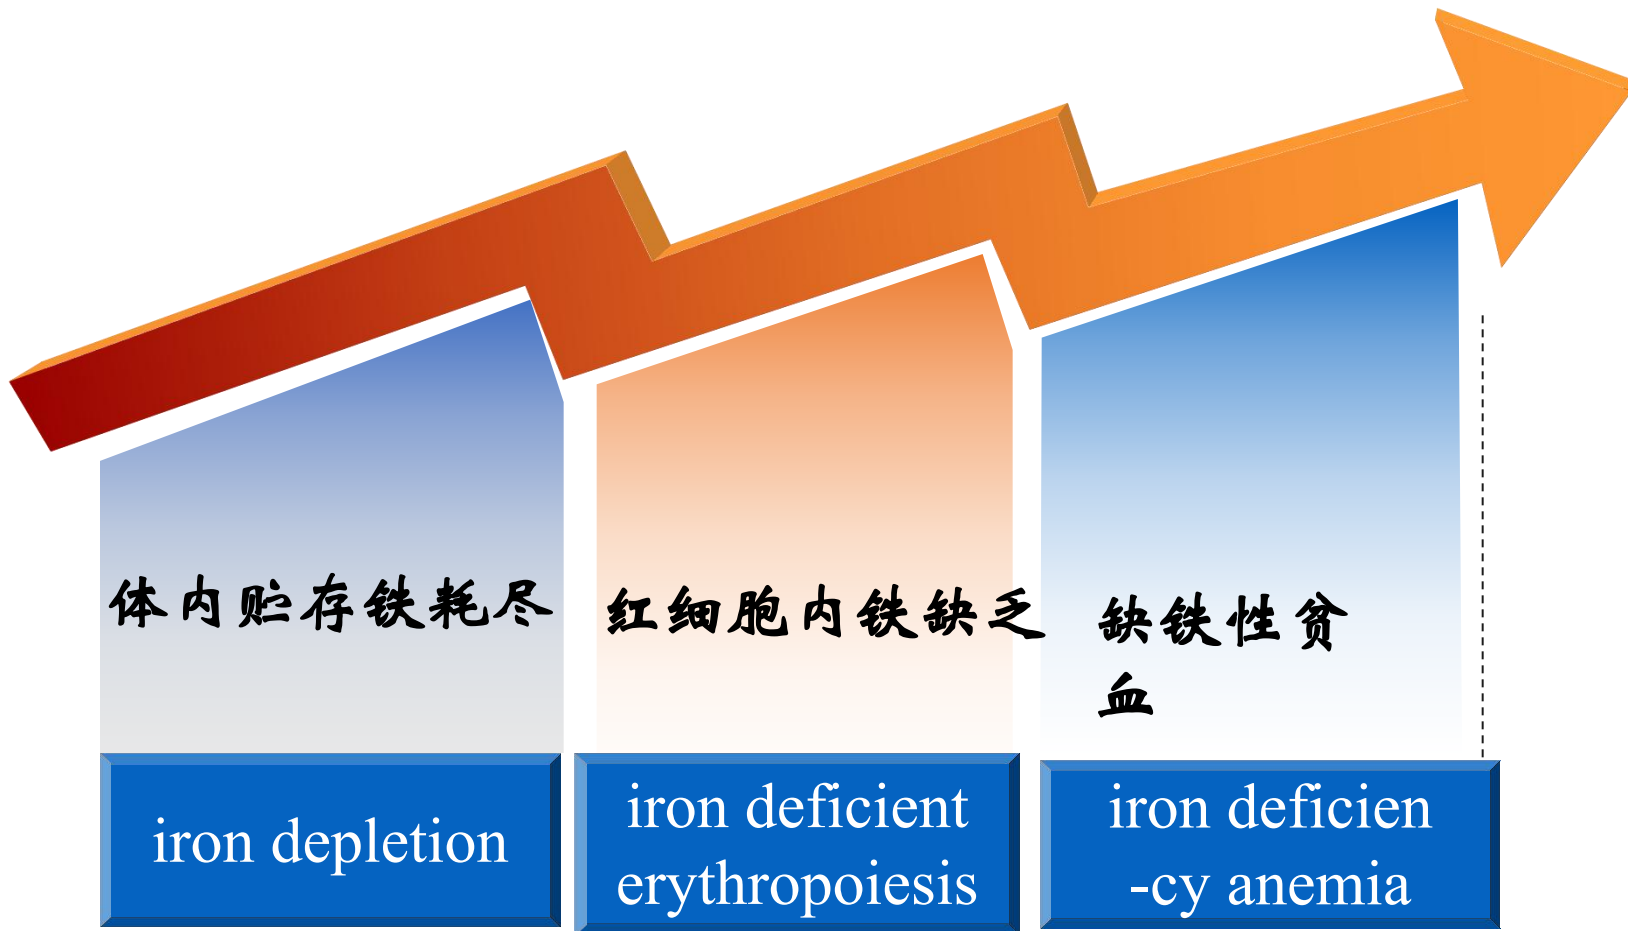 体内贮存铁耗尽
红细胞内铁缺乏
缺铁性贫
血
iron depletion
iron deficient
erythropoiesis
iron deficien
-cy anemia